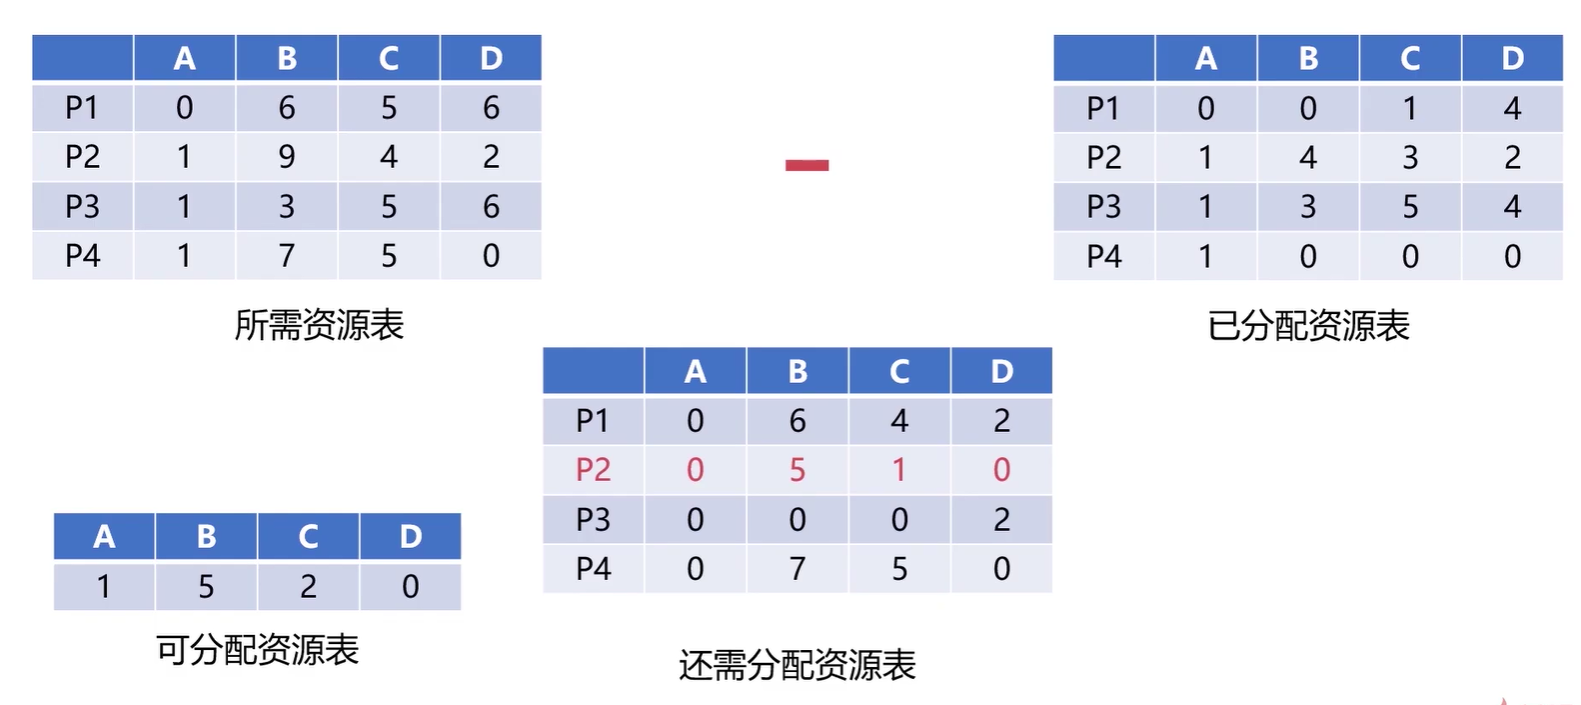 A B C D
P1 0 6 5 6
P2 1 9 4 2
P3 1 3 5 6
P4 1 7 5 0
所需资源表
A B C D
P1 0 0 1 4
P2 1 4 3 2
P3 1 3 5 4
P4 1 0 0 0
已分配资源表
A B C D
1 5 2 0
可分配资源表
A B C D
P1 0 6 4 2
P2 0 5 1 0
P3 0 0 0 2
P4 0 7 5 0
还需分配资源表